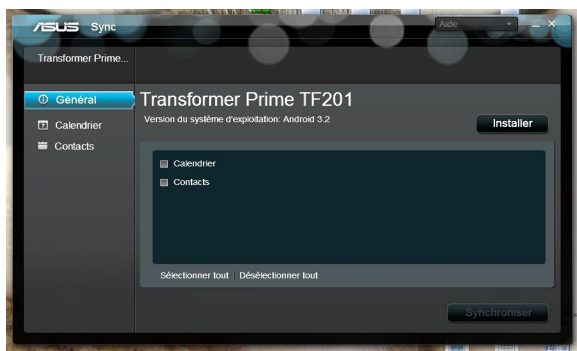 ASUS Sync
Aide
Transformer Prime...
Général
Calendrier
Contacts
Transformer Prime TF201
Version du système d'exploitation: Android 3.2
Installer
Calendrier
Contacts
Sélectionner tout | Désélectionner tout
Synchroniser